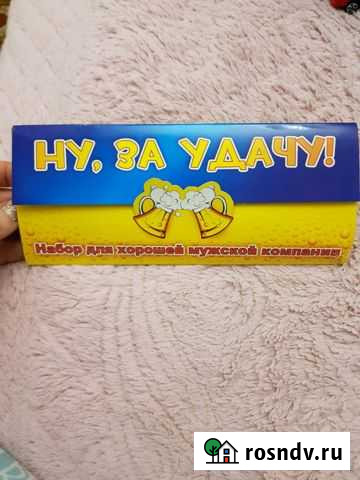 НУ, ЗА УДАЧУ!
Набор для хорошей мужской компании
rosndv.ru